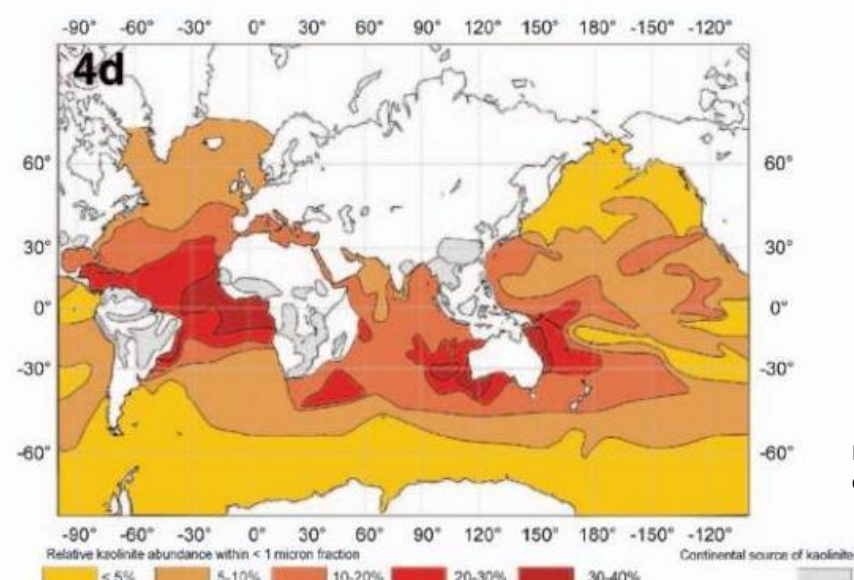 -90° -60° -30° 0° 30° 60° 90° 120° 150° 180° -150° -120°
4d
60° 60°
30° 30°
0° 0°
-30° -30°
-60° -60°
-90° -60° -30° 0° 30° 60° 90° 120° 150° 180° -150° -120°
Relative kaolinite abundance within < 1 micron fraction Continental source of kaolinite
< 5% 5-10% 10-20% 20-30% 30-40%